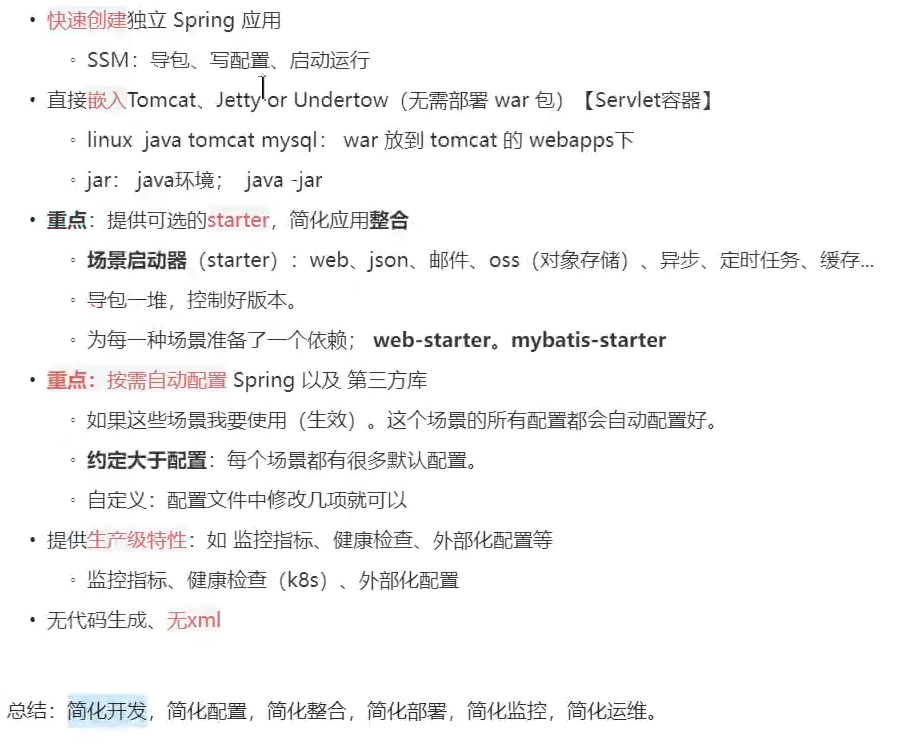 • 快速创建独立 Spring 应用
◦ SSM：导包、写配置、启动运行
• 直接嵌入Tomcat、Jetty or Undertow（无需部署 war 包）【Servlet容器】
◦ linux java tomcat mysql： war 放到 tomcat 的 webapps下
◦ jar： java环境； java -jar
• 重点：提供可选的starter，简化应用整合
◦ 场景启动器（starter）：web、json、邮件、oss（对象存储）、异步、定时任务、缓存...
◦ 导包一堆，控制好版本。
◦ 为每一种场景准备了一个依赖； web-starter。mybatis-starter
• 重点：按需自动配置 Spring 以及 第三方库
◦ 如果这些场景我要使用（生效）。这个场景的所有配置都会自动配置好。
◦ 约定大于配置：每个场景都有很多默认配置。
◦ 自定义：配置文件中修改几项就可以
• 提供生产级特性：如 监控指标、健康检查、外部化配置等
◦ 监控指标、健康检查（k8s）、外部化配置
• 无代码生成、无xml
总结：简化开发，简化配置，简化整合，简化部署，简化监控，简化运维。